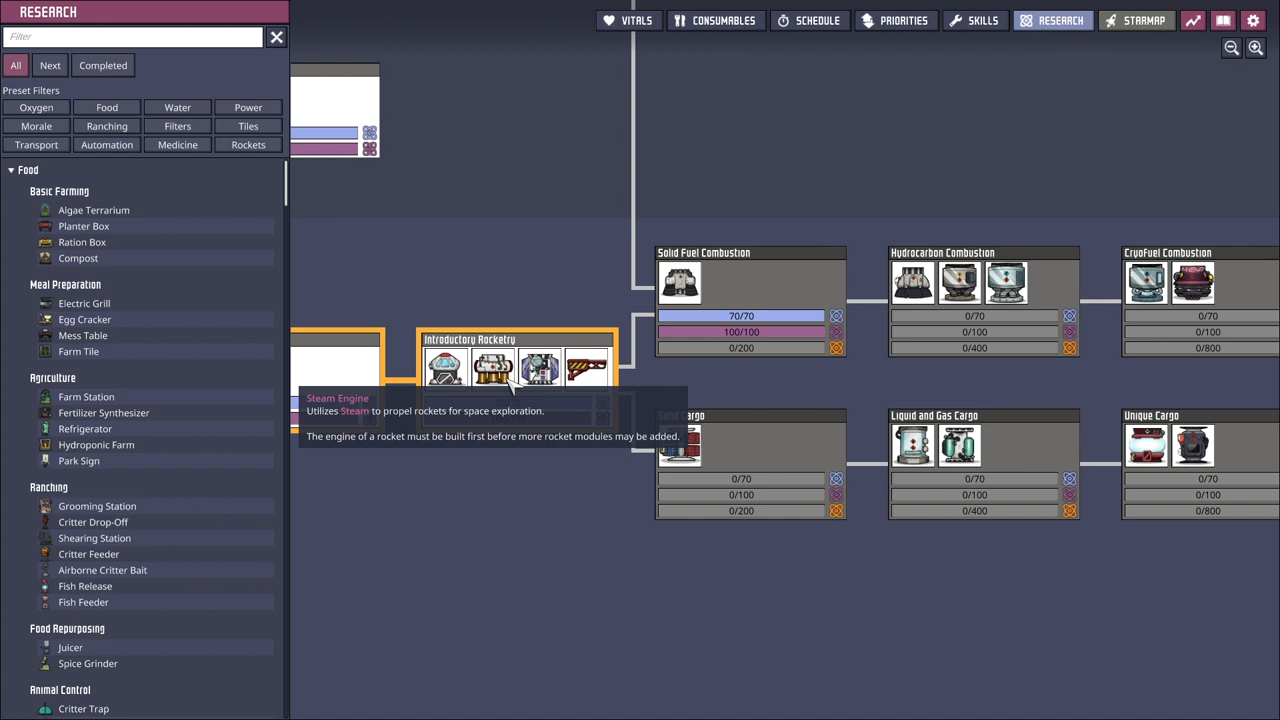 RESEARCH
VITALS
CONSUMABLES
SCHEDULE
PRIORITIES
SKILLS
RESEARCH
STARMAP
Filter
All
Next
Completed
Preset Filters
Oxygen
Food
Water
Power
Morale
Ranching
Filters
Tiles
Transport
Automation
Medicine
Rockets
Food
Basic Farming
Algae Terrarium
Planter Box
Ration Box
Compost
Meal Preparation
Electric Grill
Egg Cracker
Mess Table
Farm Tile
Agriculture
Farm Station
Fertilizer Synthesizer
Refrigerator
Hydroponic Farm
Park Sign
Ranching
Grooming Station
Critter Drop-Off
Shearing Station
Critter Feeder
Airborne Critter Bait
Fish Release
Fish Feeder
Food Repurposing
Juicer
Spice Grinder
Animal Control
Critter Trap
Introductory Rocketry
Steam Engine
Utilizes Steam to propel rockets for space exploration.
The engine of a rocket must be built first before more rocket modules may be added.
Solid Fuel Combustion
70/70
100/100
0/200
Hydrocarbon Combustion
0/70
0/100
0/400
CryoFuel Combustion
0/70
0/100
0/800
Solid Cargo
0/70
0/100
0/200
Liquid and Gas Cargo
0/70
0/100
0/400
Unique Cargo
0/70
0/100
0/800